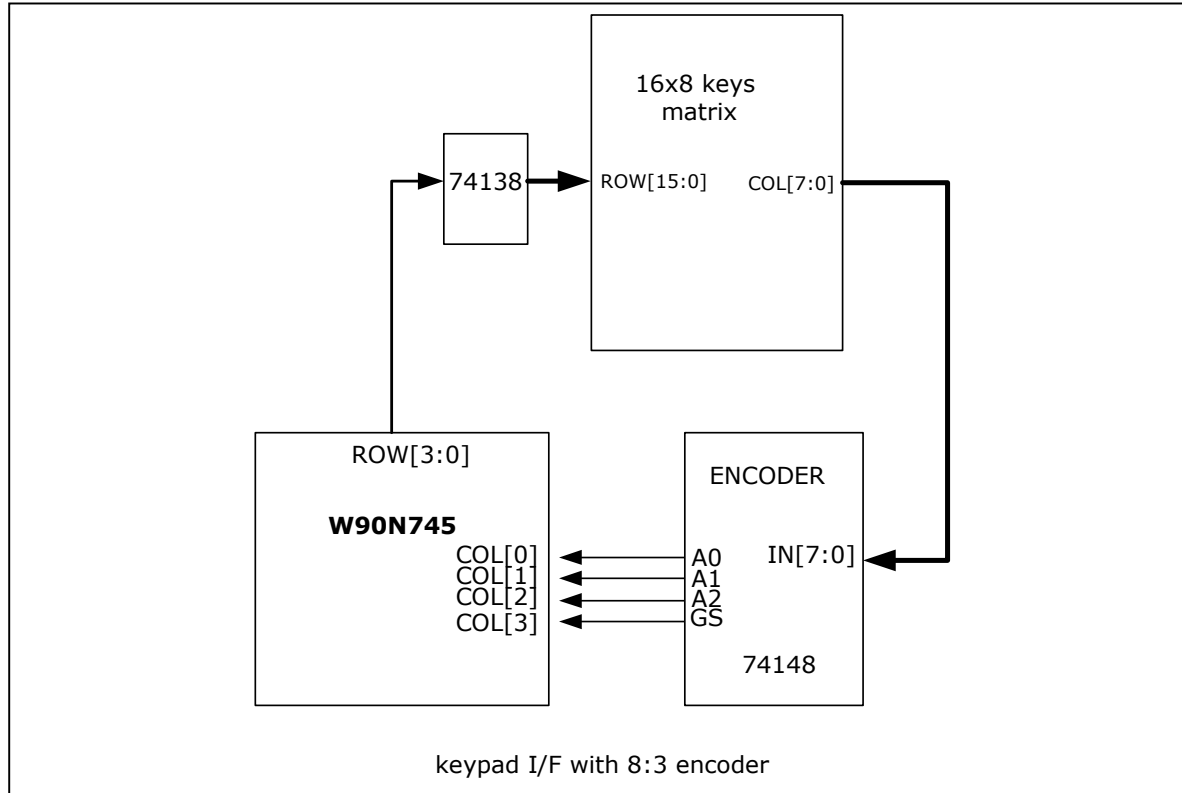 16x8 keys
matrix
74138
ROW[15:0]
COL[7:0]
ROW[3:0]
W90N745
COL[0]
COL[1]
COL[2]
COL[3]
ENCODER
A0
A1
A2
GS
IN[7:0]
74148
keypad I/F with 8:3 encoder